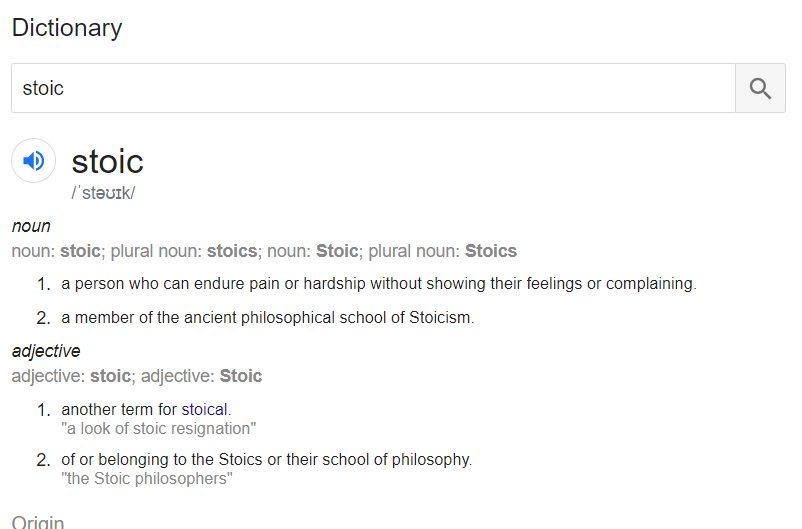 Dictionary
stoic
stoic
/ˈstəʊɪk/
noun
noun: stoic; plural noun: stoics; noun: Stoic; plural noun: Stoics
1. a person who can endure pain or hardship without showing their feelings or complaining.
2. a member of the ancient philosophical school of Stoicism.
adjective
adjective: stoic; adjective: Stoic
1. another term for stoical.
"a look of stoic resignation"
2. of or belonging to the Stoics or their school of philosophy.
"the Stoic philosophers"
Origin